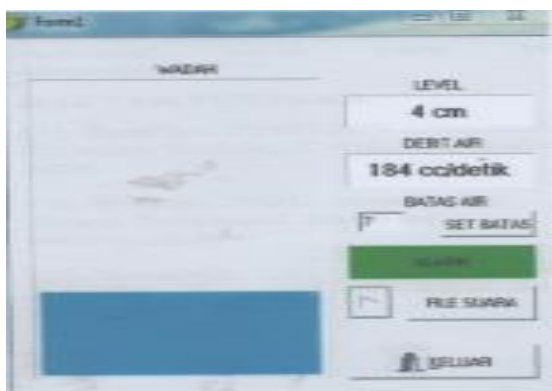 Form1
WADAH
LEVEL
4 cm
DEBIT AIR
184 cc/detik
BATAS AIR
7
SET BATAS
FILE SUARA
KELUAR